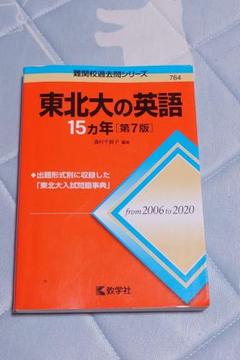 難関校過去問シリーズ
764
東北大の英語
15カ年[第7版]
編著
◆出題形式別に収録した
「東北大入試問題事典」
from 2006 to 2020
教学社